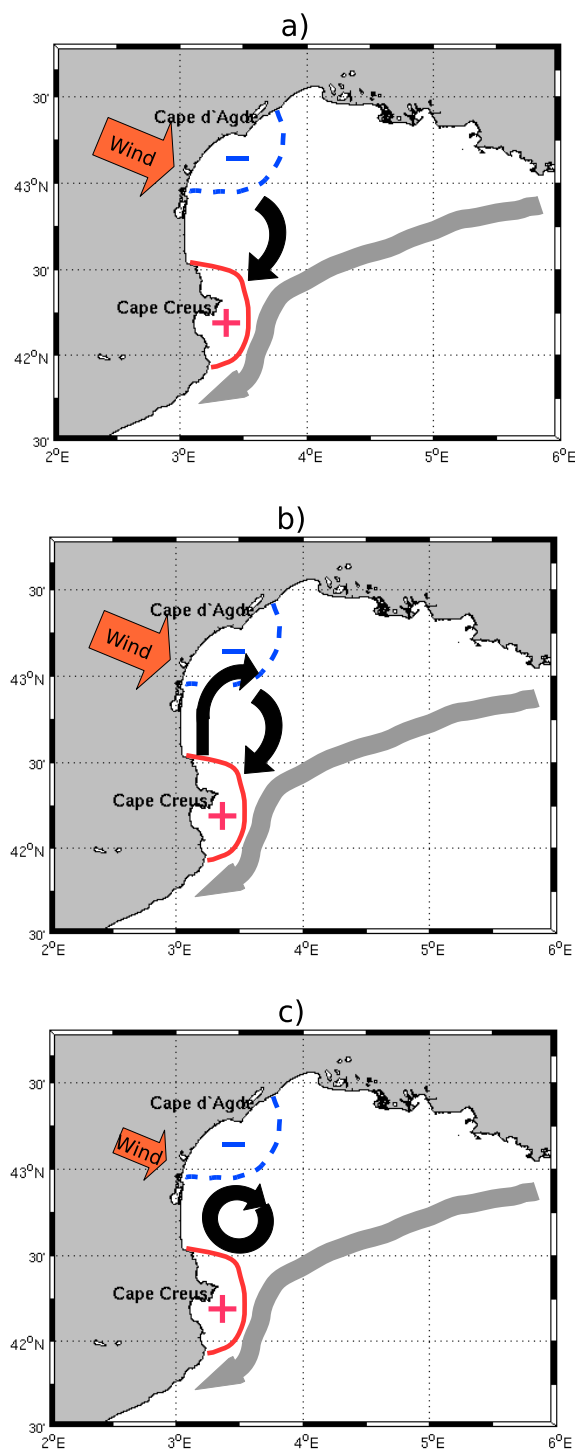 a)
30'
Cape d`Agde
Wind
43°N
30'
Cape Creus
+
42°N
30'
2°E 3°E 4°E 5°E 6°E
b)
30'
Cape d`Agde
Wind
43°N
30'
Cape Creus
+
42°N
30'
2°E 3°E 4°E 5°E 6°E
c)
30'
Cape d`Agde
Wind
43°N
30'
Cape Creus
+
42°N
30'
2°E 3°E 4°E 5°E 6°E